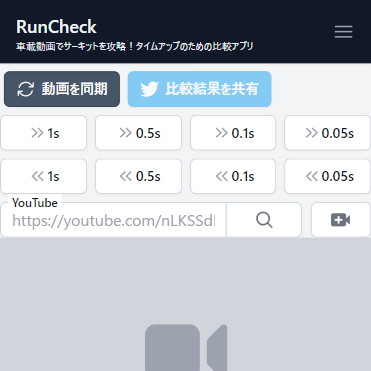 RunCheck
車載動画でサーキットを攻略！タイムアップのための比較アプリ
動画を同期 比較結果を共有
1s 0.5s 0.1s 0.05s
1s 0.5s 0.1s 0.05s
YouTube
https://youtube.com/nLKSSdl